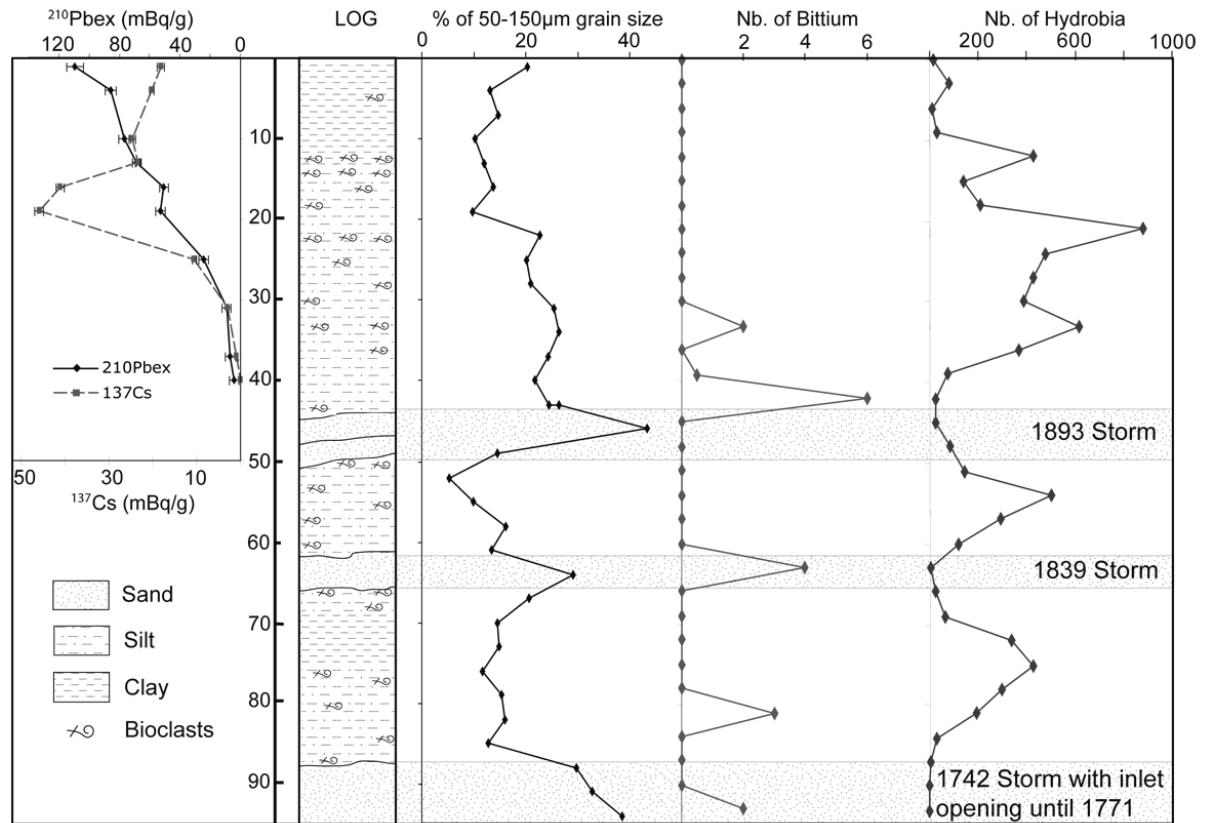 ²¹⁰Pbex (mBq/g)
LOG
% of 50-150µm grain size
Nb. of Bittium
Nb. of Hydrobia
120 80 40 0
0 20 40
0 2 4 6
200 400 600 800 1000
10
20
30
210Pbex
137Cs
40
1893 Storm
50
50 30 10
¹³⁷Cs (mBq/g)
60
Sand
1839 Storm
Silt
70
Clay
Bioclasts
80
90
1742 Storm with inlet
opening until 1771